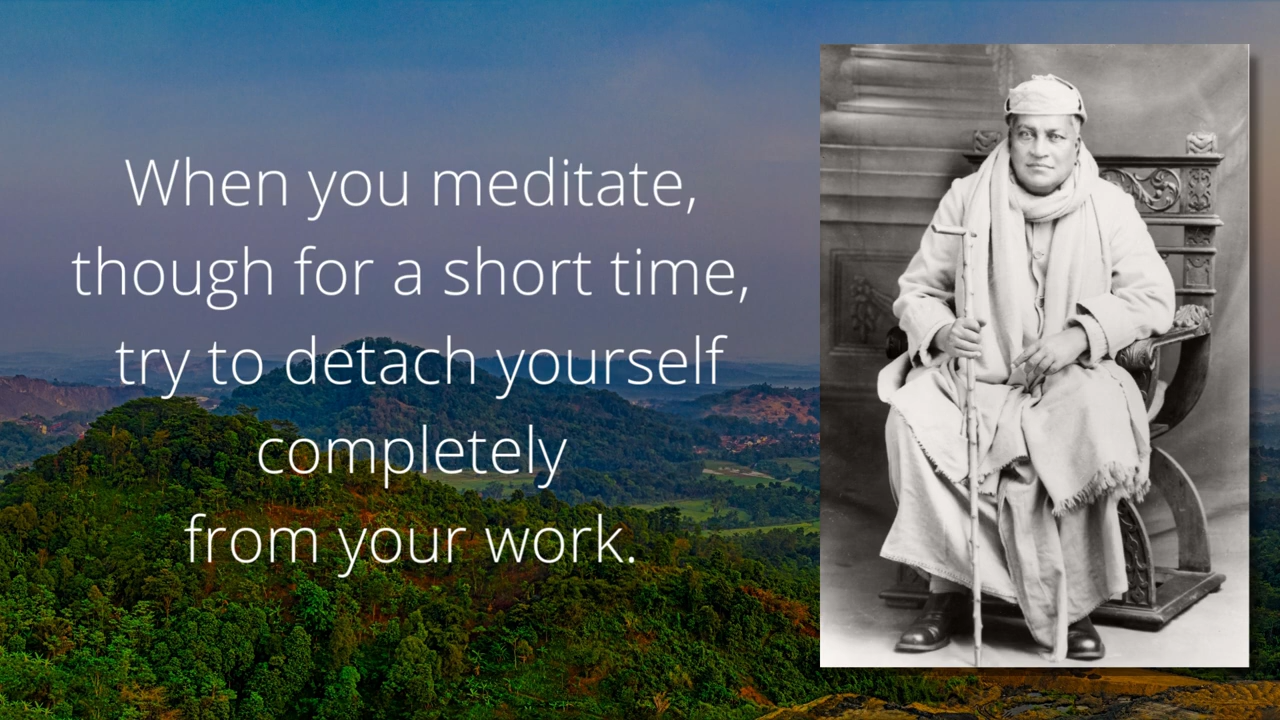 When you meditate,
though for a short time,
try to detach yourself
completely
from your work.